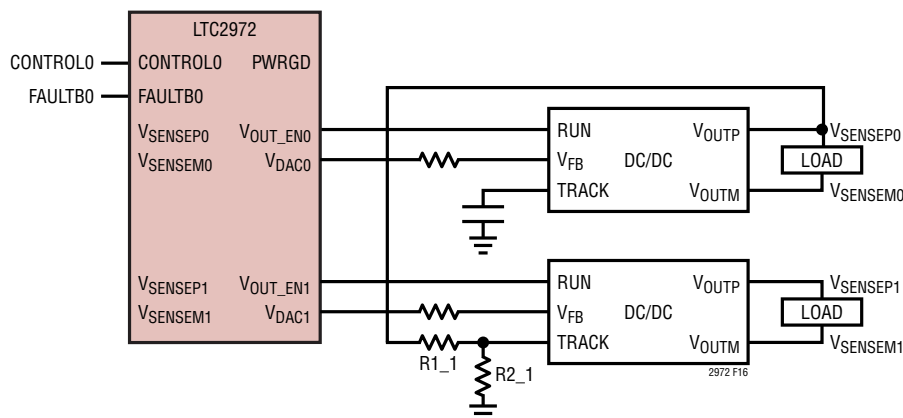 LTC2972
CONTROL0 CONTROL0 PWRGD
FAULTB0 FAULTB0
VSENSEP0 VOUT_EN0 RUN VOUTP VSENSEP0
VSENSEM0 VDAC0 VFB DC/DC LOAD
TRACK VOUTM VSENSEM0
VSENSEP1 VOUT_EN1 RUN VOUTP VSENSEP1
VSENSEM1 VDAC1 VFB DC/DC LOAD
TRACK VOUTM VSENSEM1
R1_1 R2_1
2972 F16